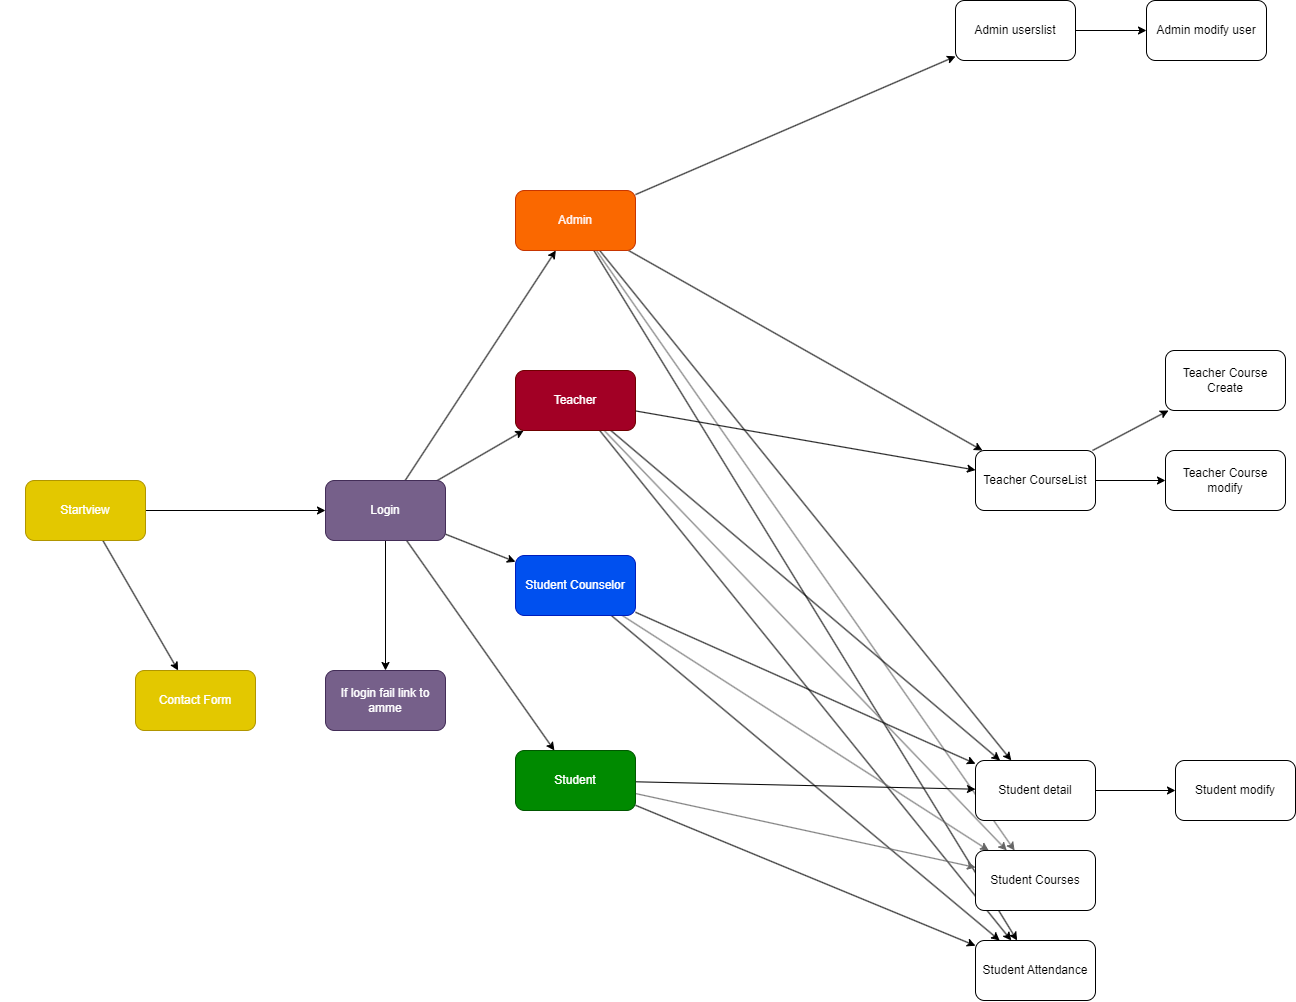 Admin userslist
Admin modify user
Admin
Teacher
Teacher Course
Create
Teacher CourseList
Teacher Course
modify
Startview
Login
Student Counselor
Contact Form
If login fail link to
amme
Student
Student detail
Student modify
Student Courses
Student Attendance